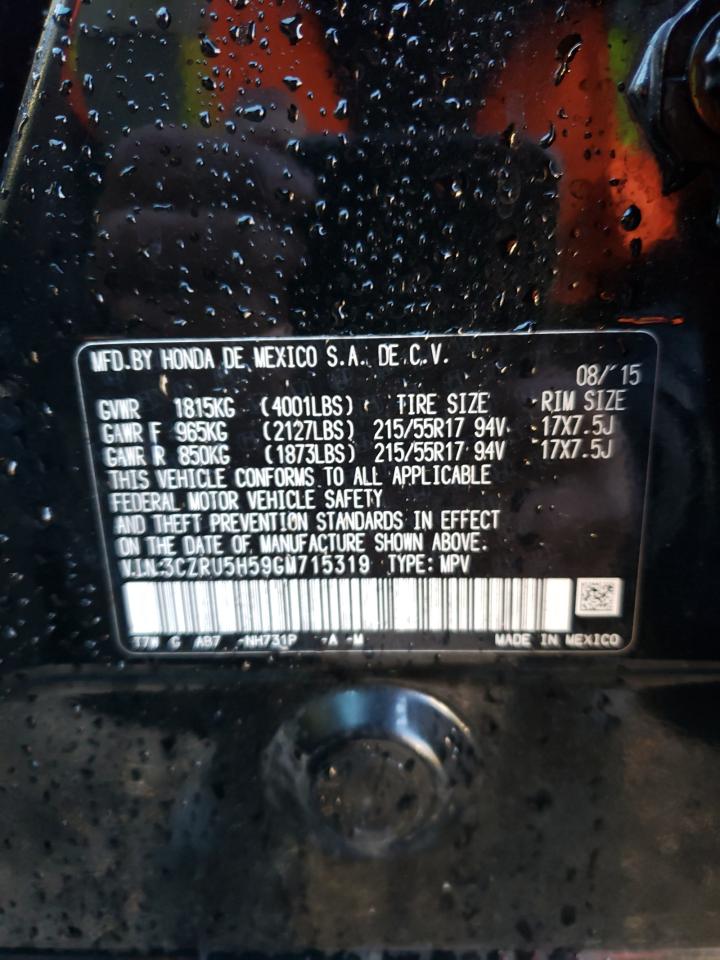 MFD.BY HONDA DE MEXICO S.A. DE C.V.
08/'15
GVWR 1815KG (4001LBS) TIRE SIZE RIM SIZE
GAWR F 965KG (2127LBS) 215/55R17 94V 17X7.5J
GAWR R 850KG (1873LBS) 215/55R17 94V 17X7.5J
THIS VEHICLE CONFORMS TO ALL APPLICABLE
FEDERAL MOTOR VEHICLE SAFETY
AND THEFT PREVENTION STANDARDS IN EFFECT
ON THE DATE OF MANUFACTURE SHOWN ABOVE.
V.I.N.:3CZRU5H59GM715319 TYPE: MPV
T7W G AB7 -NH731P -A -M MADE IN MEXICO